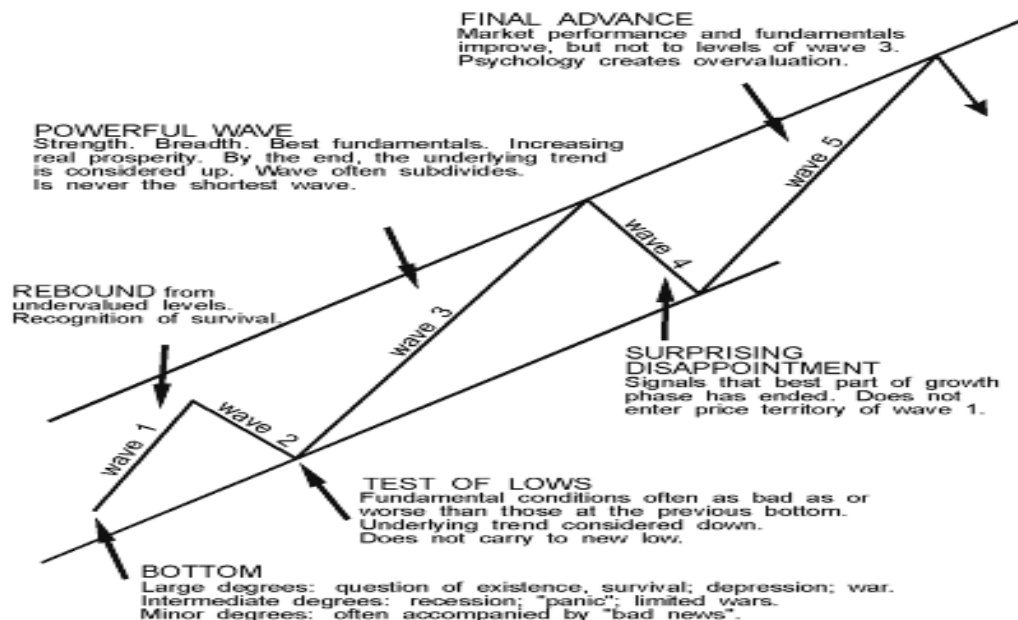 FINAL ADVANCE
Market performance and fundamentals
improve, but not to levels of wave 3.
Psychology creates overvaluation.
POWERFUL WAVE
Strength. Breadth. Best fundamentals. Increasing
real prosperity. By the end, the underlying trend
is considered up. Wave often subdivides.
Is never the shortest wave.
wave 5
wave 4
REBOUND from
undervalued levels.
Recognition of survival.
wave 3
SURPRISING
DISAPPOINTMENT
Signals that best part of growth
phase has ended. Does not
enter price territory of wave 1.
wave 1
wave 2
TEST OF LOWS
Fundamental conditions often as bad as or
worse than those at the previous bottom.
Underlying trend considered down.
Does not carry to new low.
BOTTOM
Large degrees: question of existence, survival; depression; war.
Intermediate degrees: recession; "panic"; limited wars.
Minor degrees: often accompanied by "bad news".